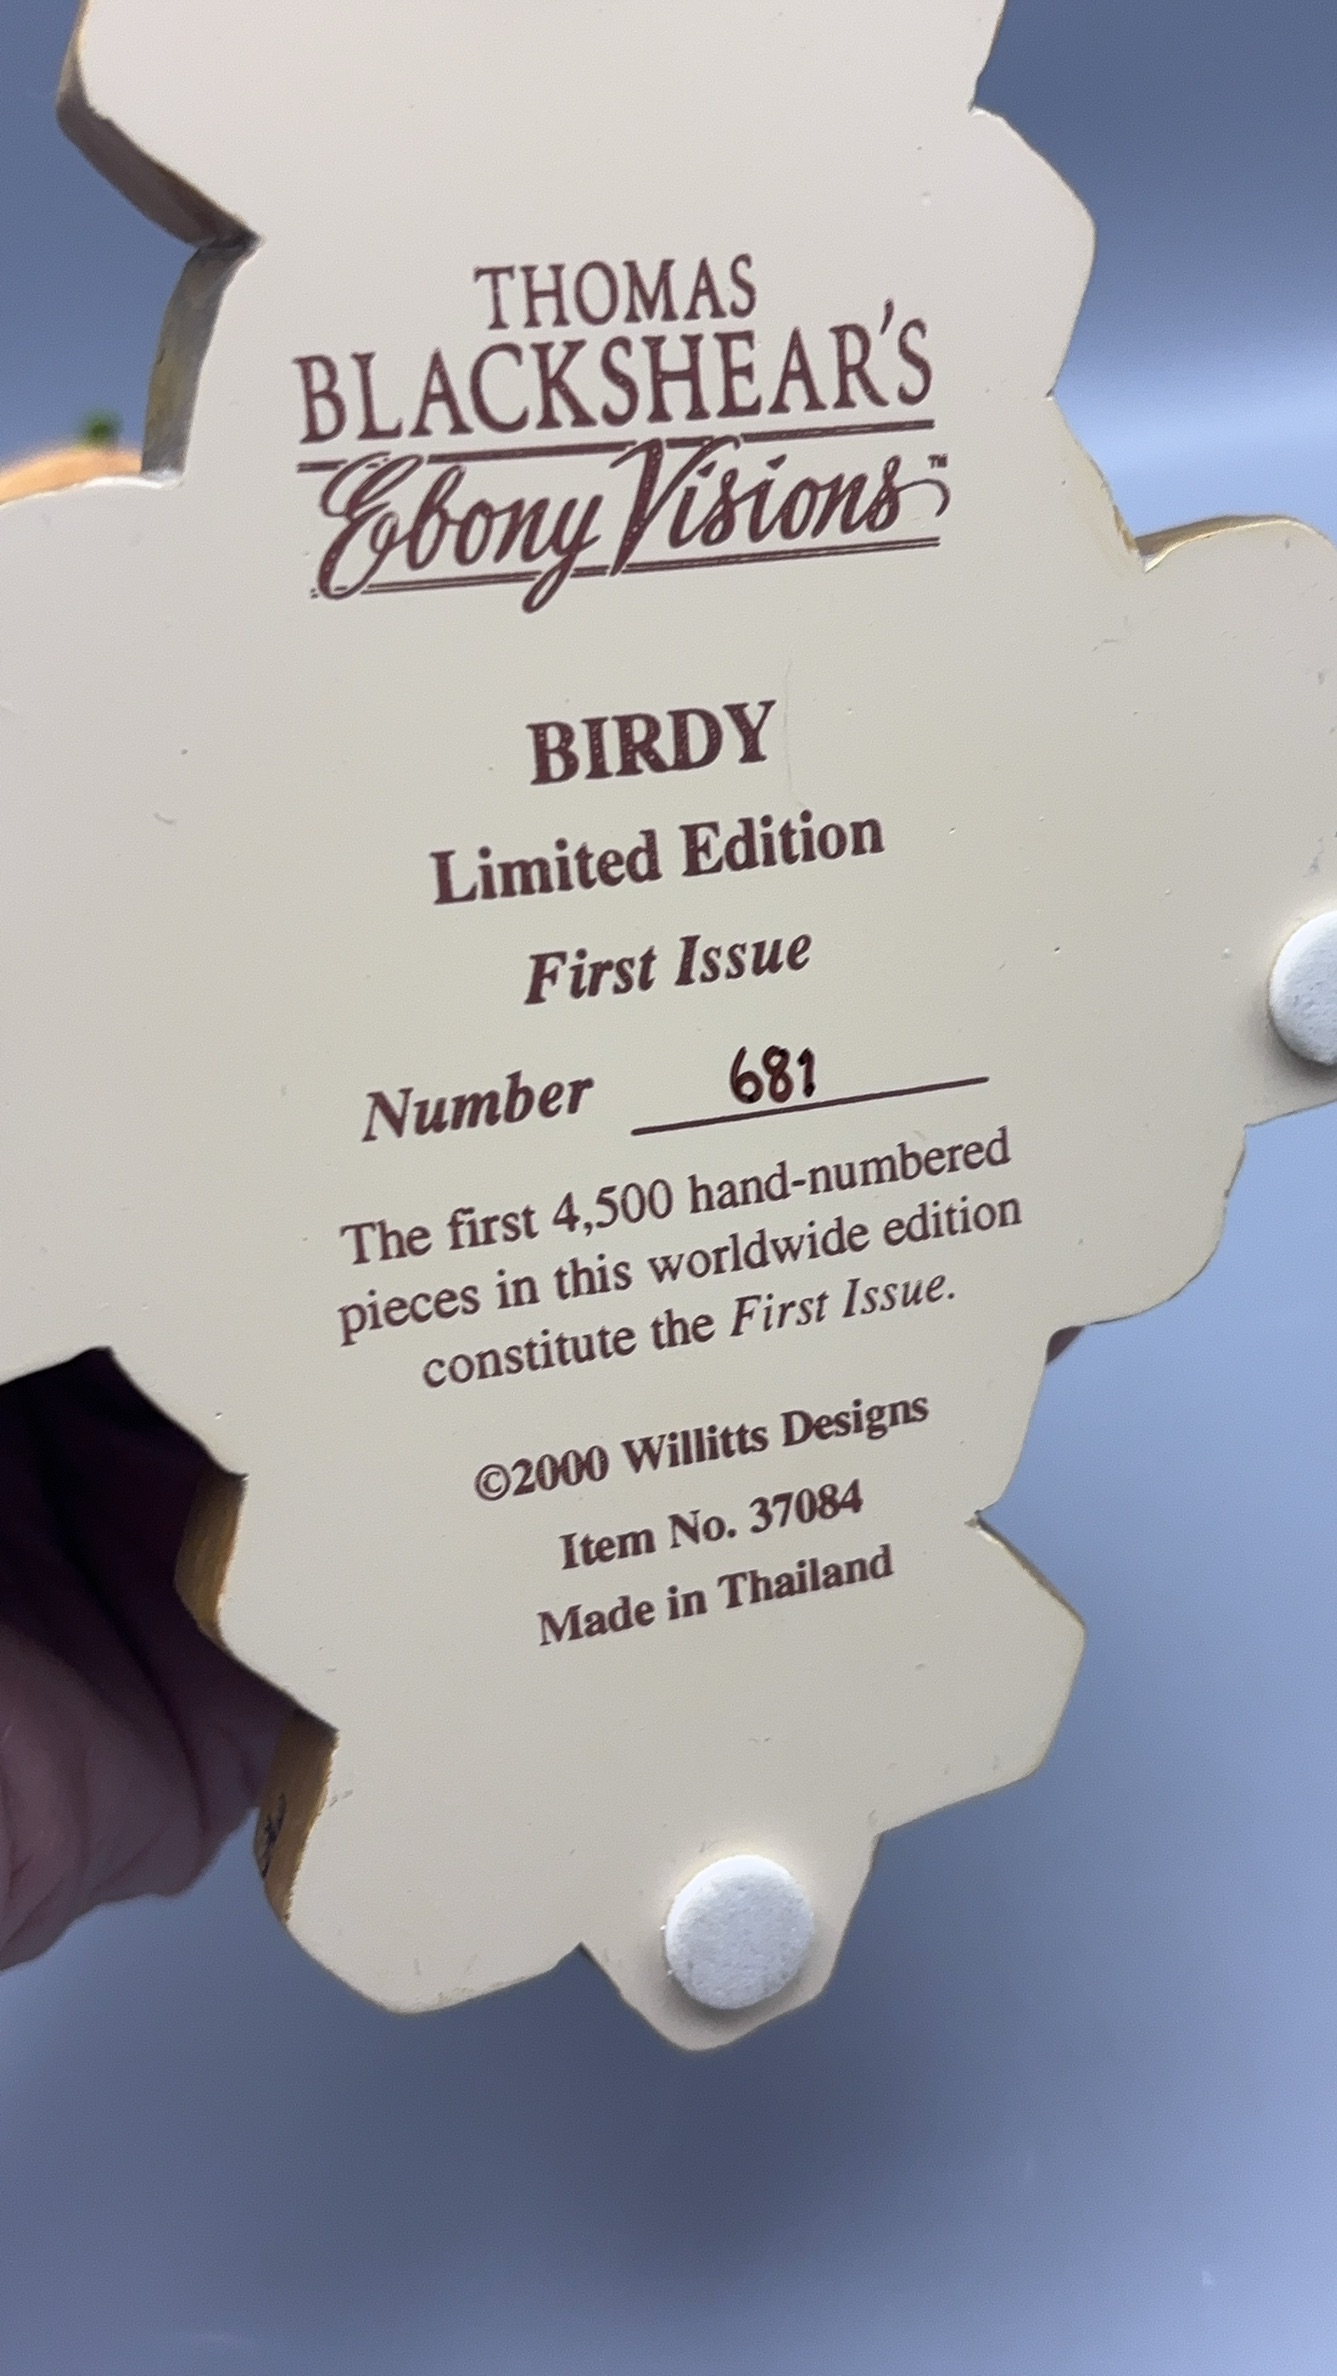 THOMAS
BLACKSHEAR'S
Ebony Visions™
BIRDY
Limited Edition
First Issue
Number 681
The first 4,500 hand-numbered
pieces in this worldwide edition
constitute the First Issue.
©2000 Willitts Designs
Item No. 37084
Made in Thailand